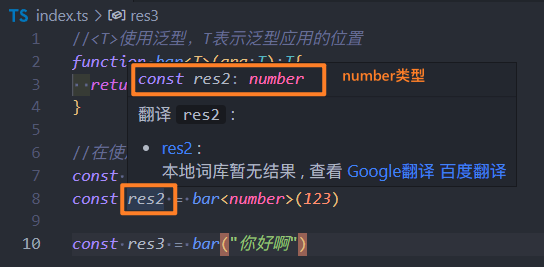 TS index.ts > res3
1 //<T>使用泛型，T表示泛型应用的位置
2 function bar<T>(arg:T):T{
const res2: number
number类型
3 retu
翻译 res2 :
4 }
5
res2 :
6 //在使
本地词库暂无结果 , 查看 Google翻译 百度翻译
7 const
8 const res2 = bar<number>(123)
9
10 const res3 = bar("你好啊")